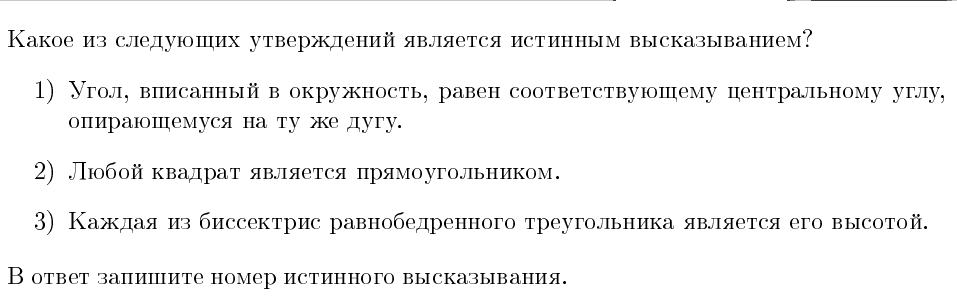 Какое из следующих утверждений является истинным высказыванием?
1) Угол, вписанный в окружность, равен соответствующему центральному углу,
опирающемуся на ту же дугу.
2) Любой квадрат является прямоугольником.
3) Каждая из биссектрис равнобедренного треугольника является его высотой.
В ответ запишите номер истинного высказывания.